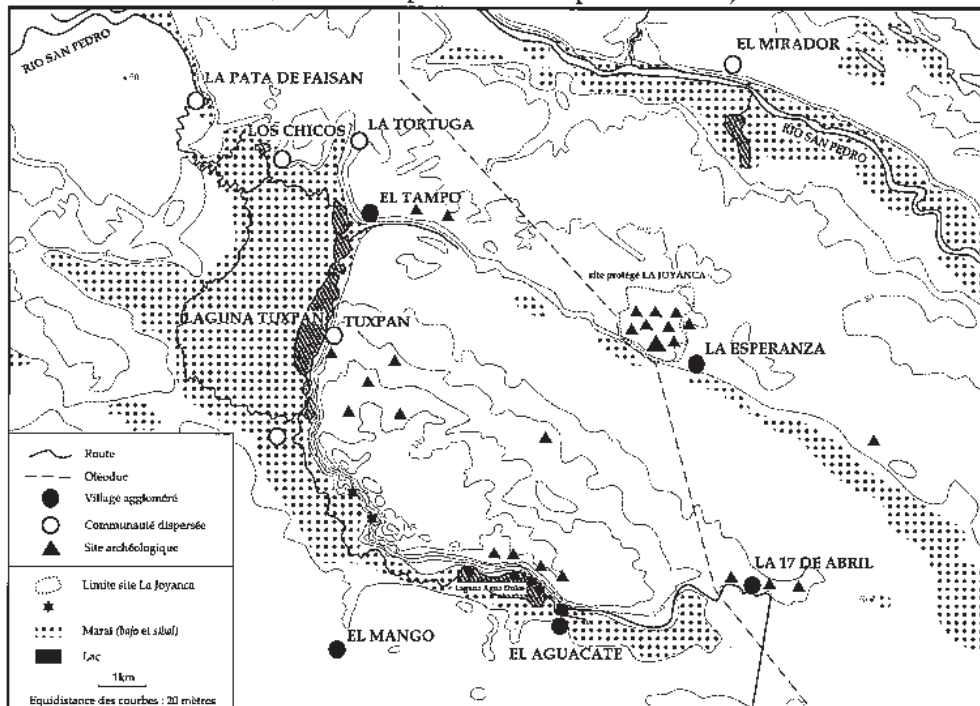 RIO SAN PEDRO
EL MIRADOR
LA PATA DE FAISAN
LOS CHICOS
LA TORTUGA
RIO SAN PEDRO
EL TAMPO
site protégé LA JOYANCA
LAGUNA TUXPAN
TUXPAN
LA ESPERANZA
LA 17 DE ABRIL
Laguna Agua Dulce
EL MANGO
EL AGUACATE
Route
Oléoduc
Village aggloméré
Communauté dispersée
Site archéologique
Limite site La Joyanca
Marais (bajo et sibal)
Lac
1km
Equidistance des courbes : 20 mètres